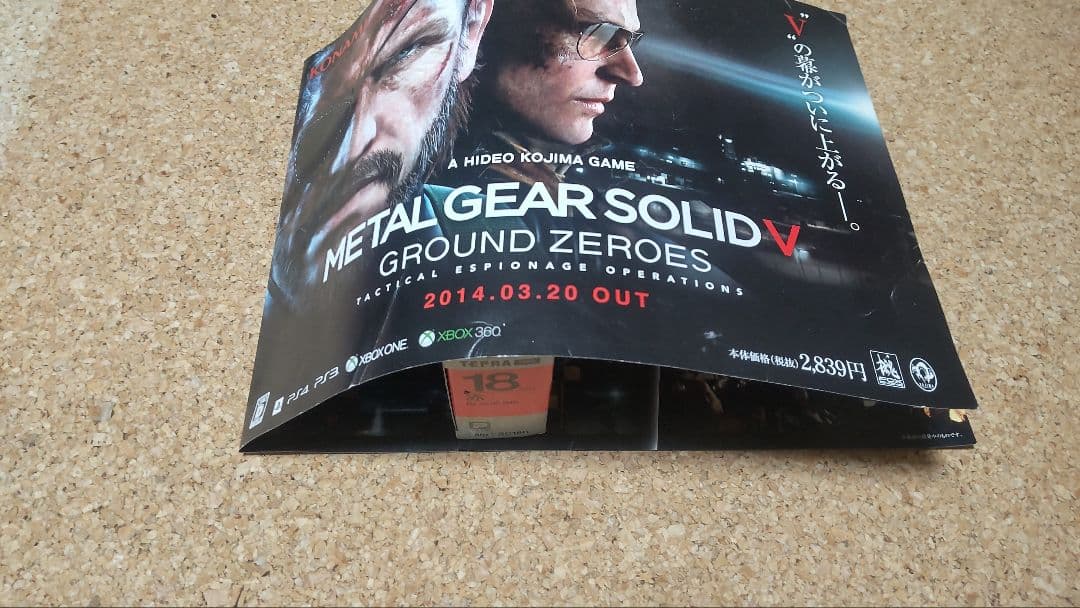 KONAMI
"V"の幕がついに上がる―。
A HIDEO KOJIMA GAME
METAL GEAR SOLID V
GROUND ZEROES
TACTICAL ESPIONAGE OPERATIONS
2014.03.20 OUT
PS4 PS3 XBOX ONE XBOX 360
本体価格(税抜)2,839円
TEPRA
18
赤